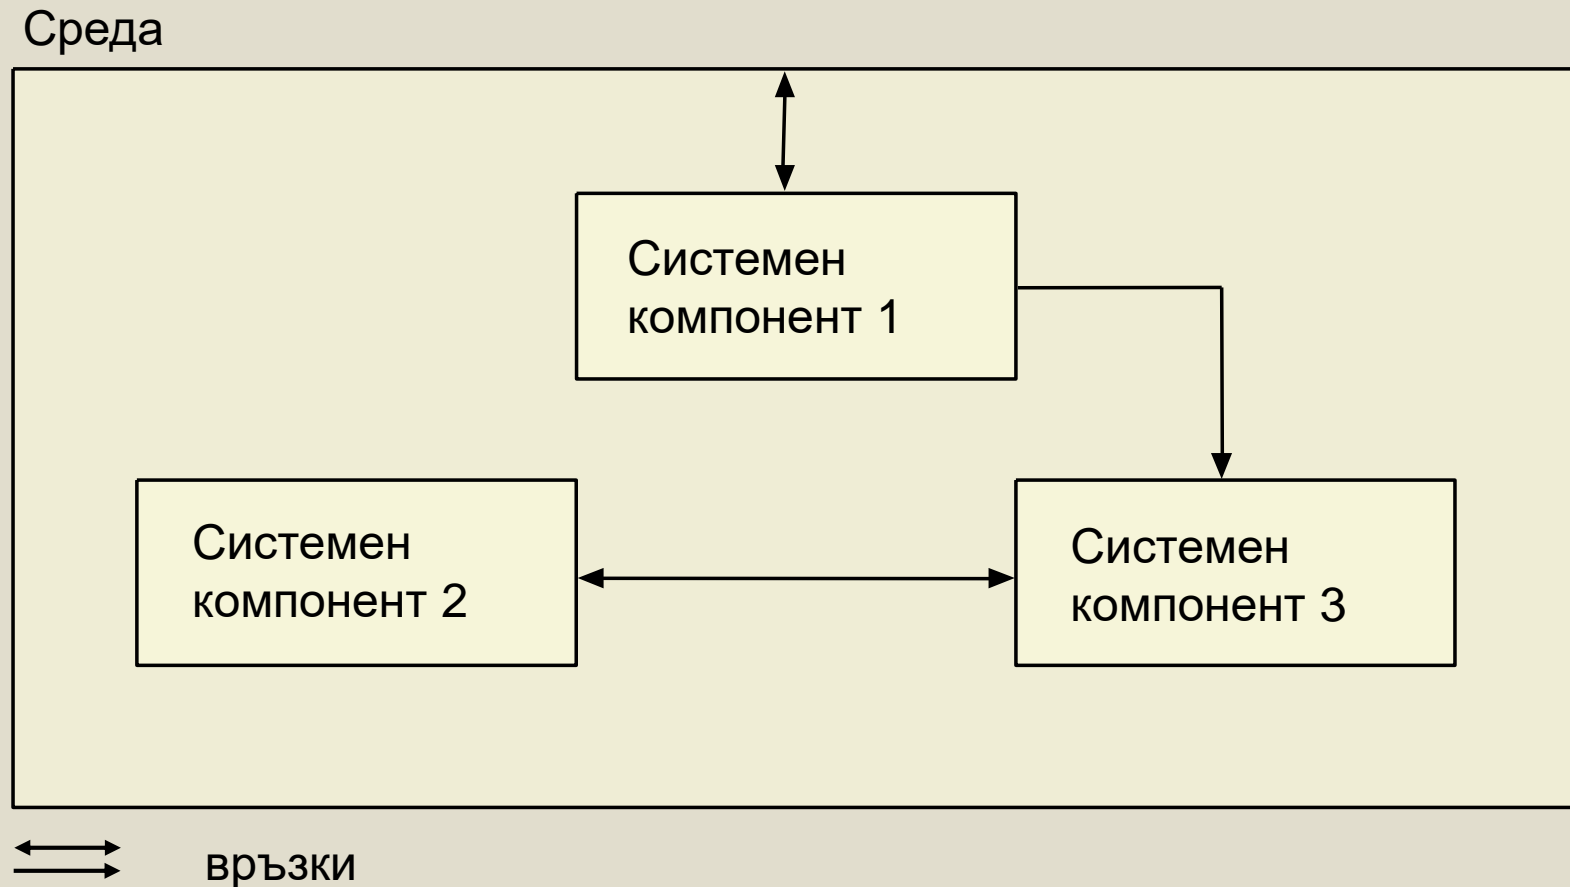 Среда
Системен
компонент 1
Системен
компонент 2
Системен
компонент 3
връзки